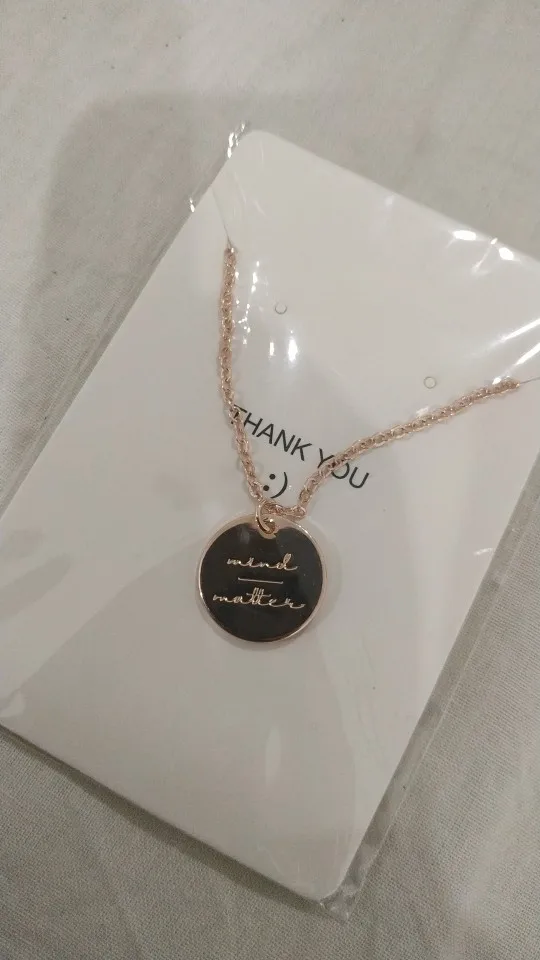 THANK YOU
:)
mind
matter